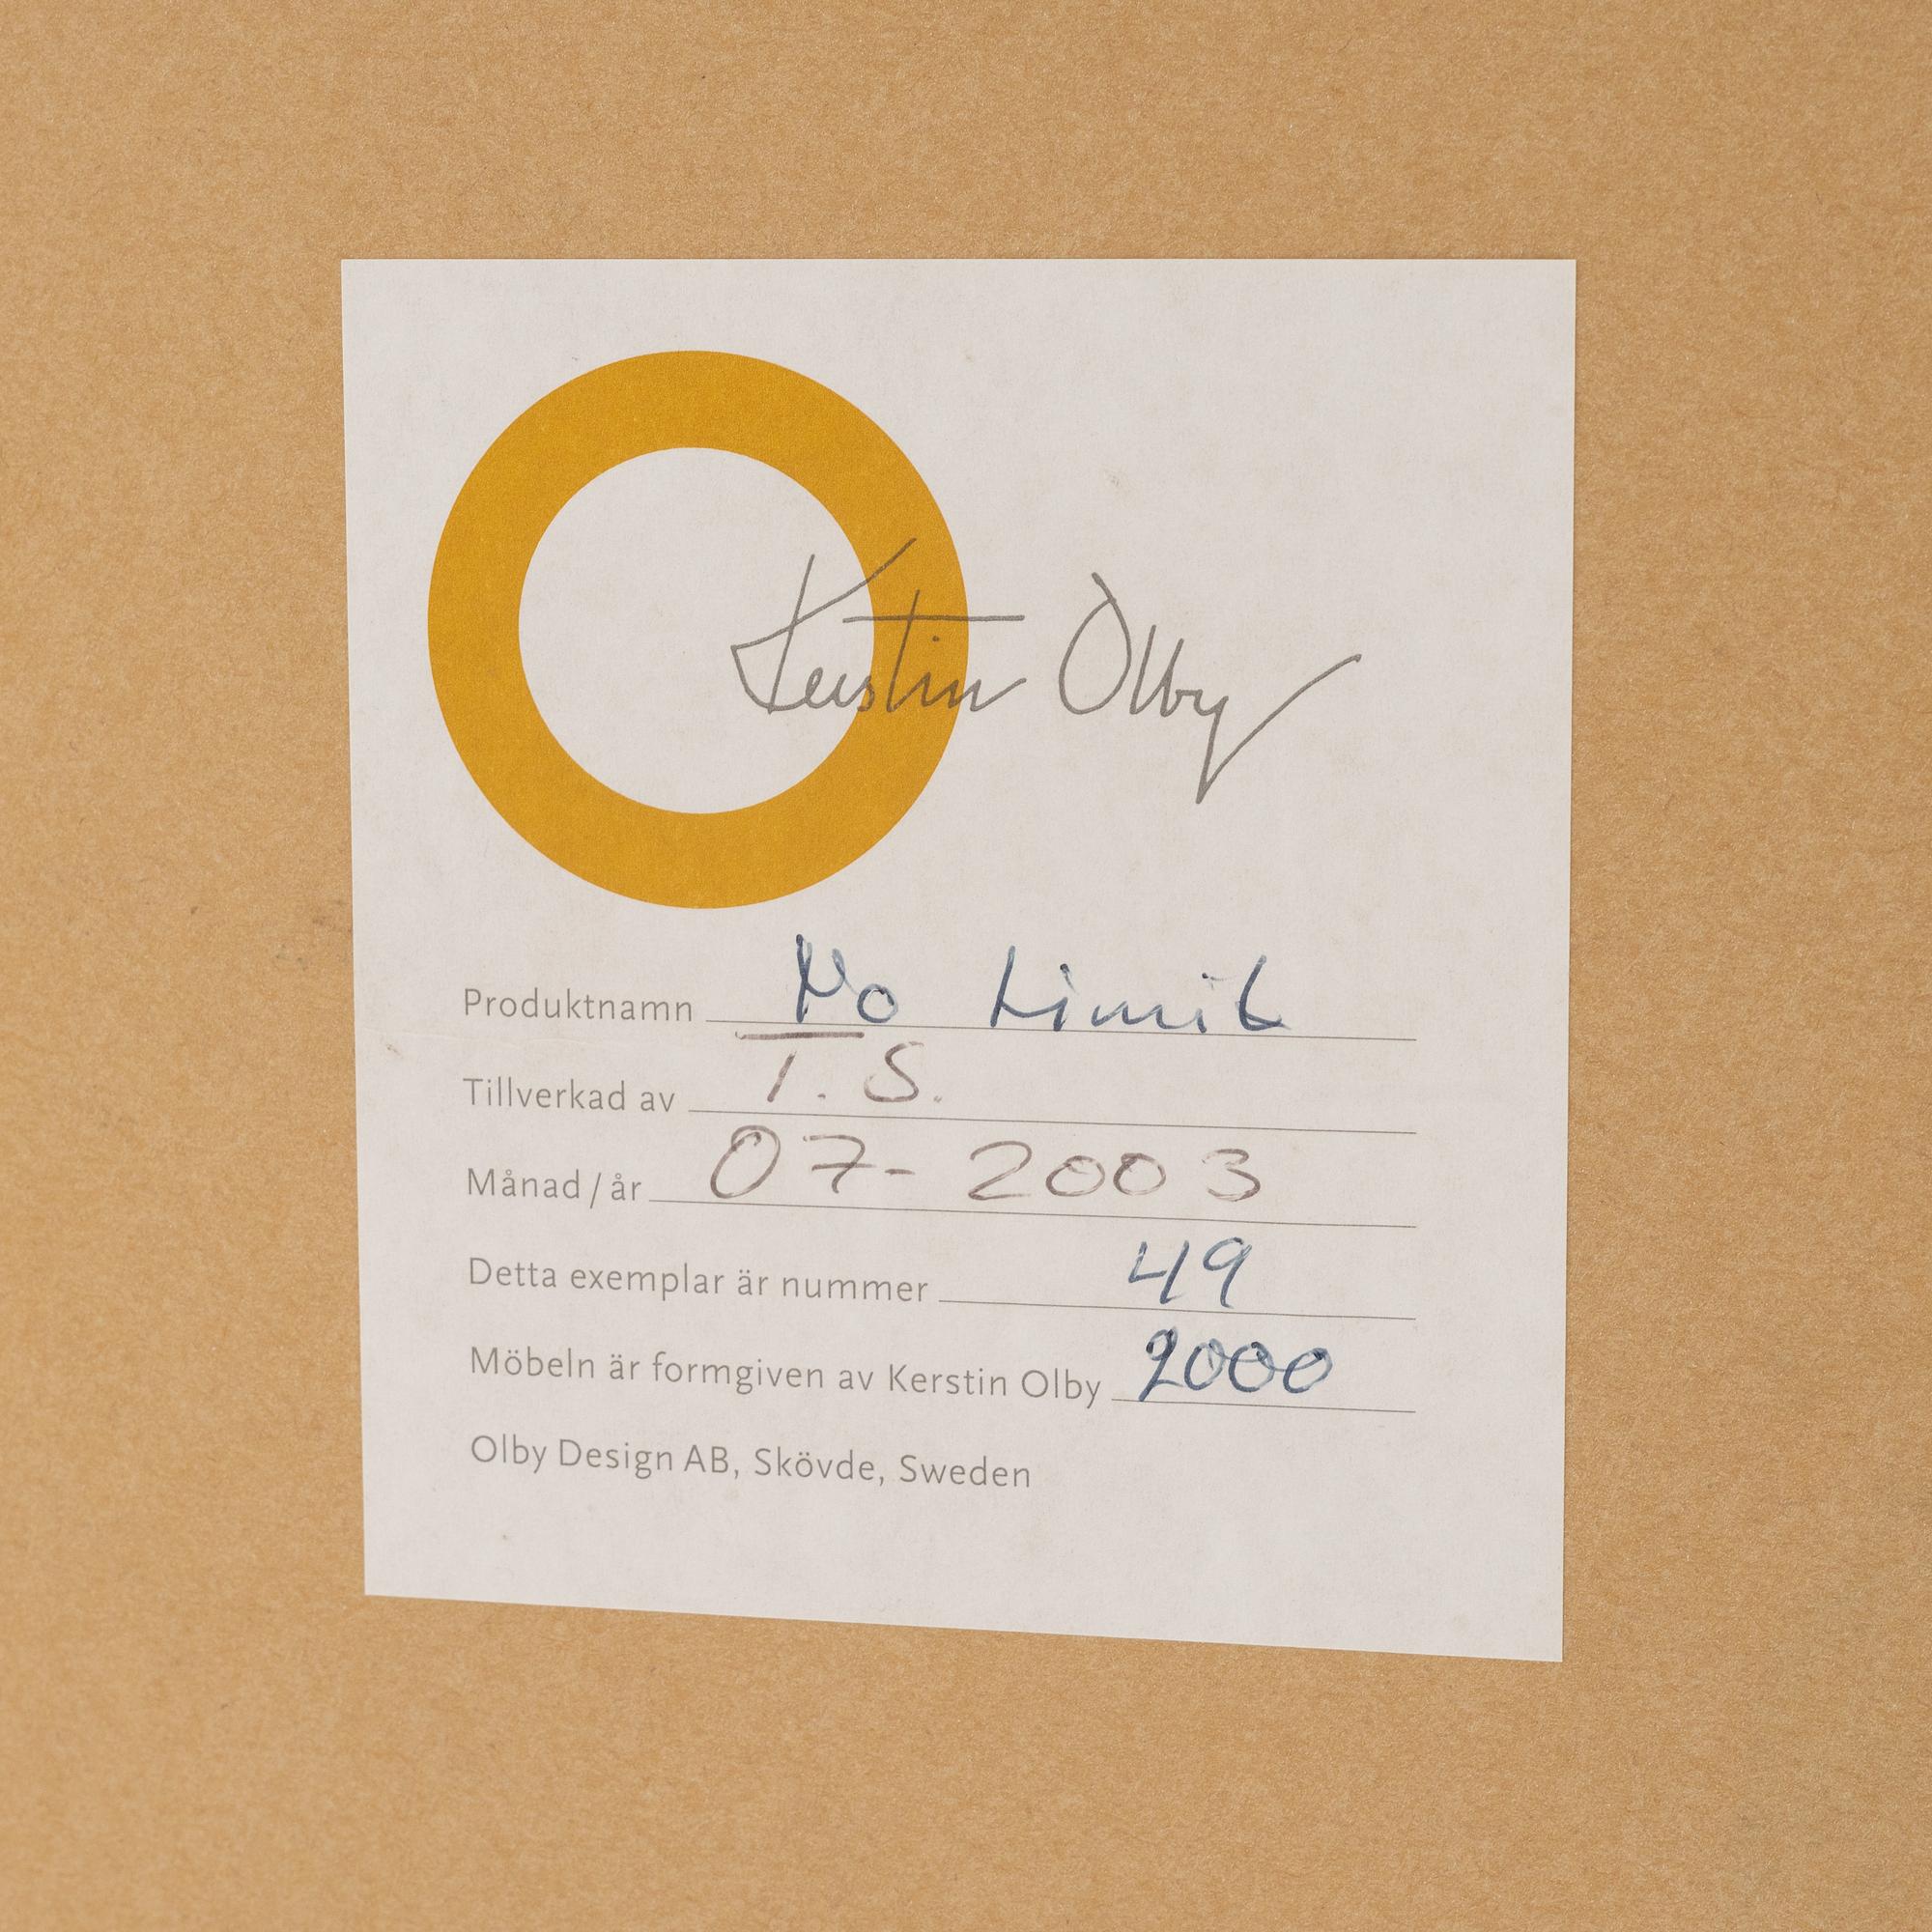 Kerstin Olby
Produktnamn No Limit
Tillverkad av T. S.
Månad / år 07- 2003
Detta exemplar är nummer 49
Möbeln är formgiven av Kerstin Olby 2000
Olby Design AB, Skövde, Sweden